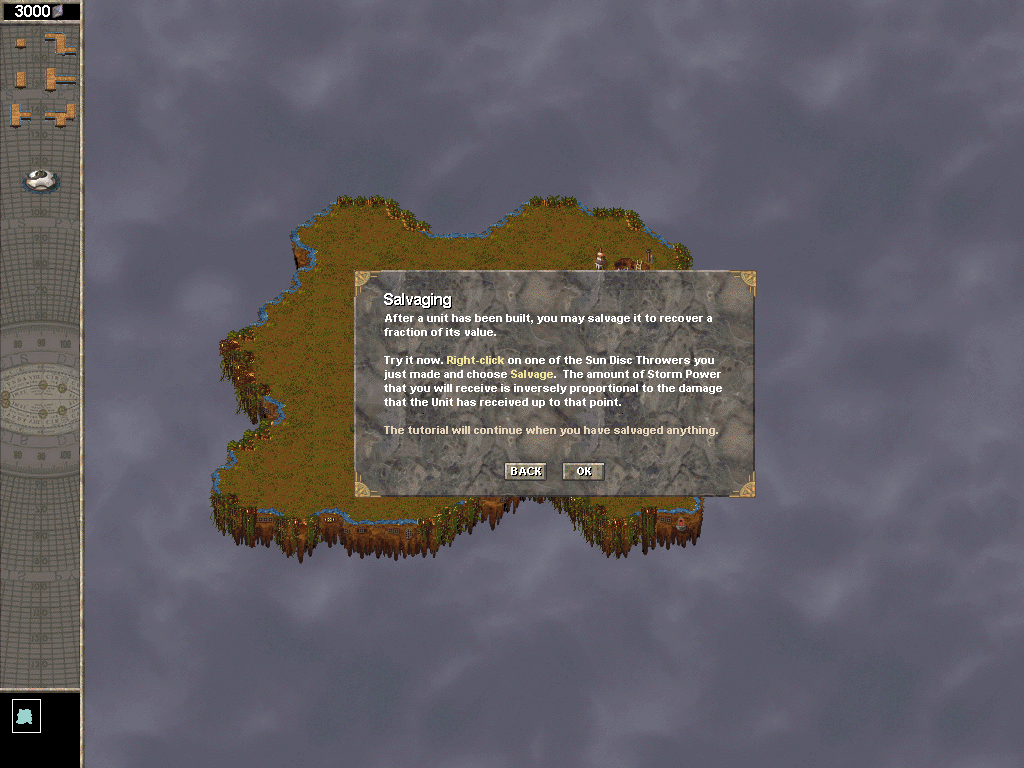 3000
Salvaging
After a unit has been built, you may salvage it to recover a
fraction of its value.
Try it now. Right-click on one of the Sun Disc Throwers you
just made and choose Salvage. The amount of Storm Power
that you will receive is inversely proportional to the damage
that the Unit has received up to that point.
The tutorial will continue when you have salvaged anything.
BACK OK